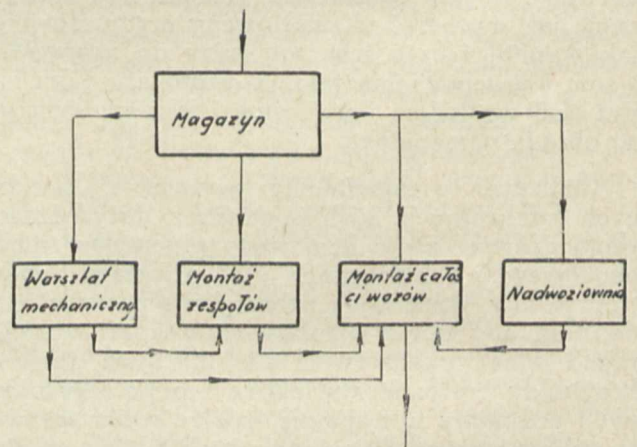 Magazyn
Warsztat
mechaniczny
Montaż
zespołów
Montaż całoś
ci wozów
Nadwoziownia